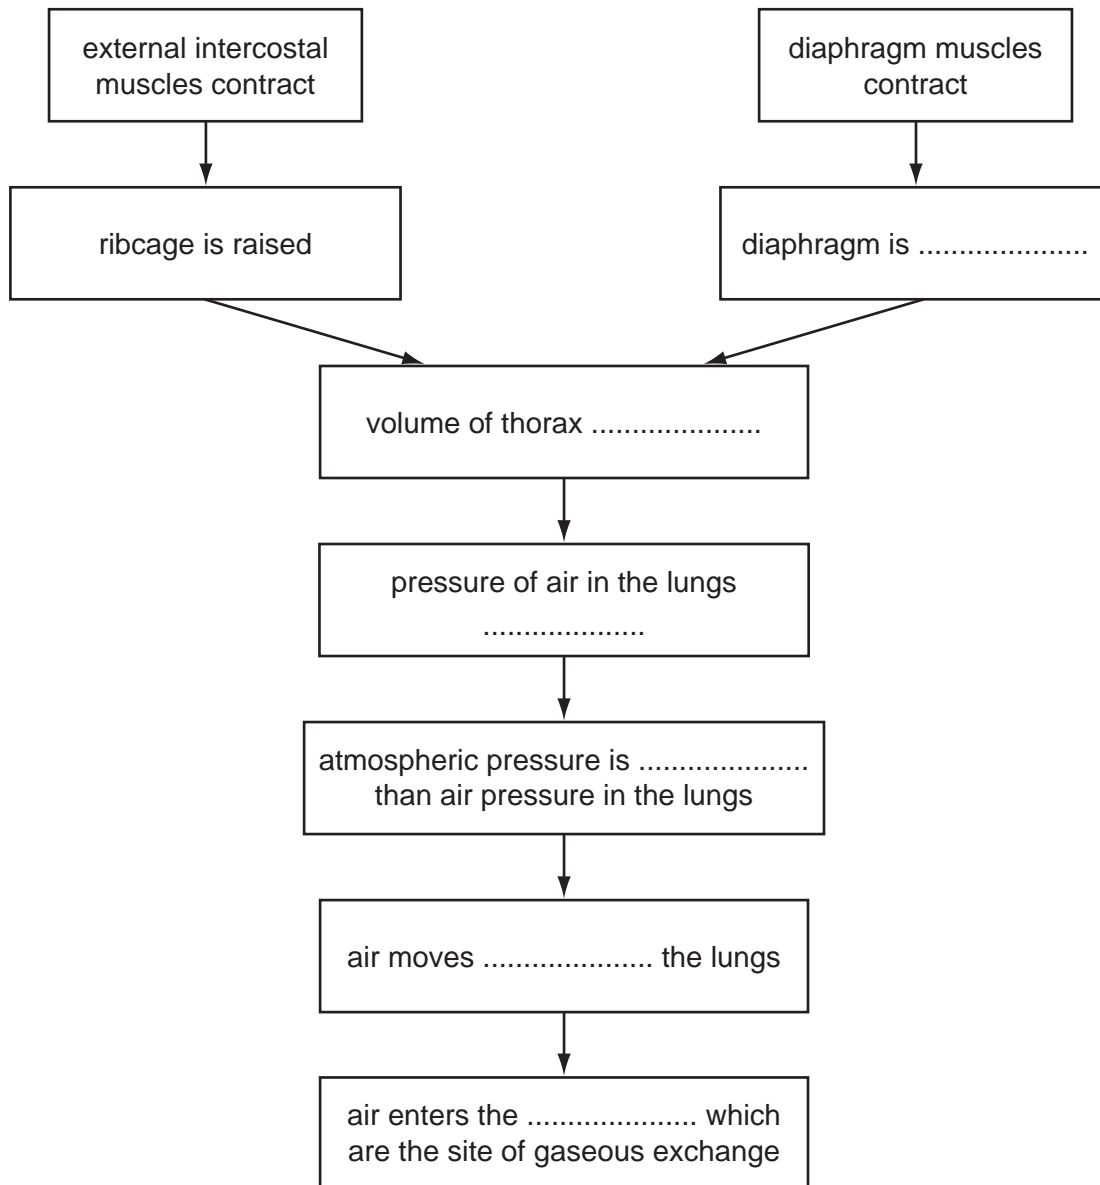 external intercostal
muscles contract
diaphragm muscles
contract
ribcage is raised
diaphragm is .....................
volume of thorax .....................
pressure of air in the lungs
....................
atmospheric pressure is .....................
than air pressure in the lungs
air moves ..................... the lungs
air enters the ..................... which
are the site of gaseous exchange